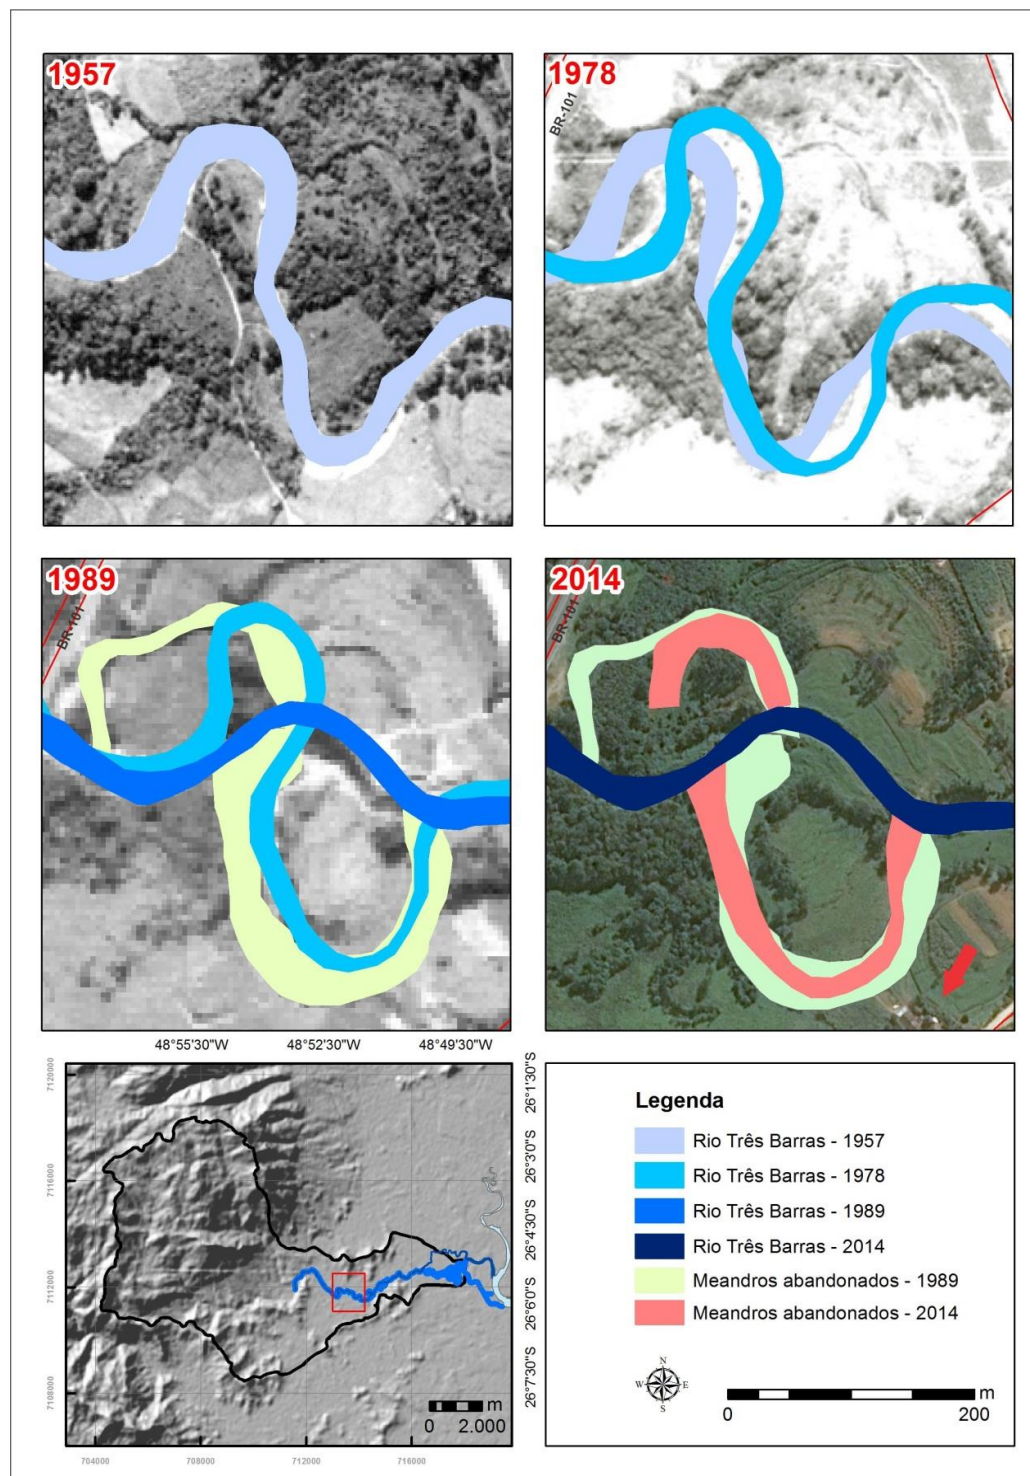 1957
1978
BR-101
1989
BR-101
2014
BR-101
48°55'30"W
48°52'30"W
48°49'30"W
7120000
7116000
7112000
7108000
26°1'30"S
26°3'0"S
26°4'30"S
26°6'0"S
26°7'30"S
m
0
2.000
704000
708000
712000
716000
Legenda
Rio Três Barras - 1957
Rio Três Barras - 1978
Rio Três Barras - 1989
Rio Três Barras - 2014
Meandros abandonados - 1989
Meandros abandonados - 2014
N
W
E
S
m
0
200